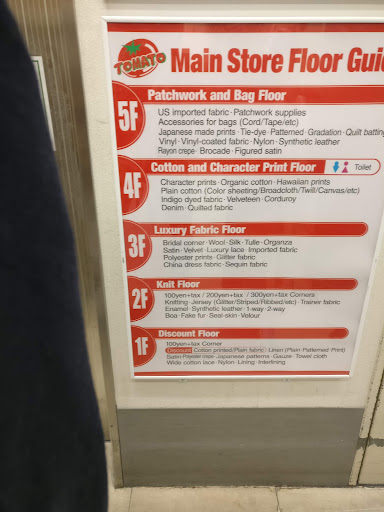 TOMATO
Main Store Floor Gui
5F
Patchwork and Bag Floor
US imported fabric · Patchwork supplies
Accessories for bags (Cord/Tape/etc)
Japanese made prints · Tie-dye · Patterned · Gradation · Quilt batting
Vinyl · Vinyl-coated fabric · Nylon · Synthetic leather
Rayon crepe · Brocade · Figured satin
4F
Cotton and Character Print Floor
Toilet
Character prints · Organic cotton · Hawaiian prints
Plain cotton (Color sheeting/Broadcloth/Twill/Canvas/etc)
Indigo dyed fabric · Velveteen · Corduroy
Denim · Quilted fabric
3F
Luxury Fabric Floor
Bridal corner · Wool · Silk · Tulle · Organza
Satin · Velvet · Luxury lace · Imported fabric
Polyester prints · Glitter fabric
China dress fabric · Sequin fabric
2F
Knit Floor
100yen+tax / 200yen+tax / 300yen+tax Corners
Knitting · Jersey (Glitter/Striped/Ribbed/etc) · Trainer fabric
Enamel · Synthetic leather · 1-way · 2-way
Boa · Fake fur · Seal-skin · Velour
1F
Discount Floor
100yen+tax Corner
Discount Cotton printed/Plain fabric · Linen (Plain · Patterned · Print)
Satin · Polyester mix · Japanese patterns · Gauze · Towel cloth
Wide cotton lace · Nylon · Lining · Interlining